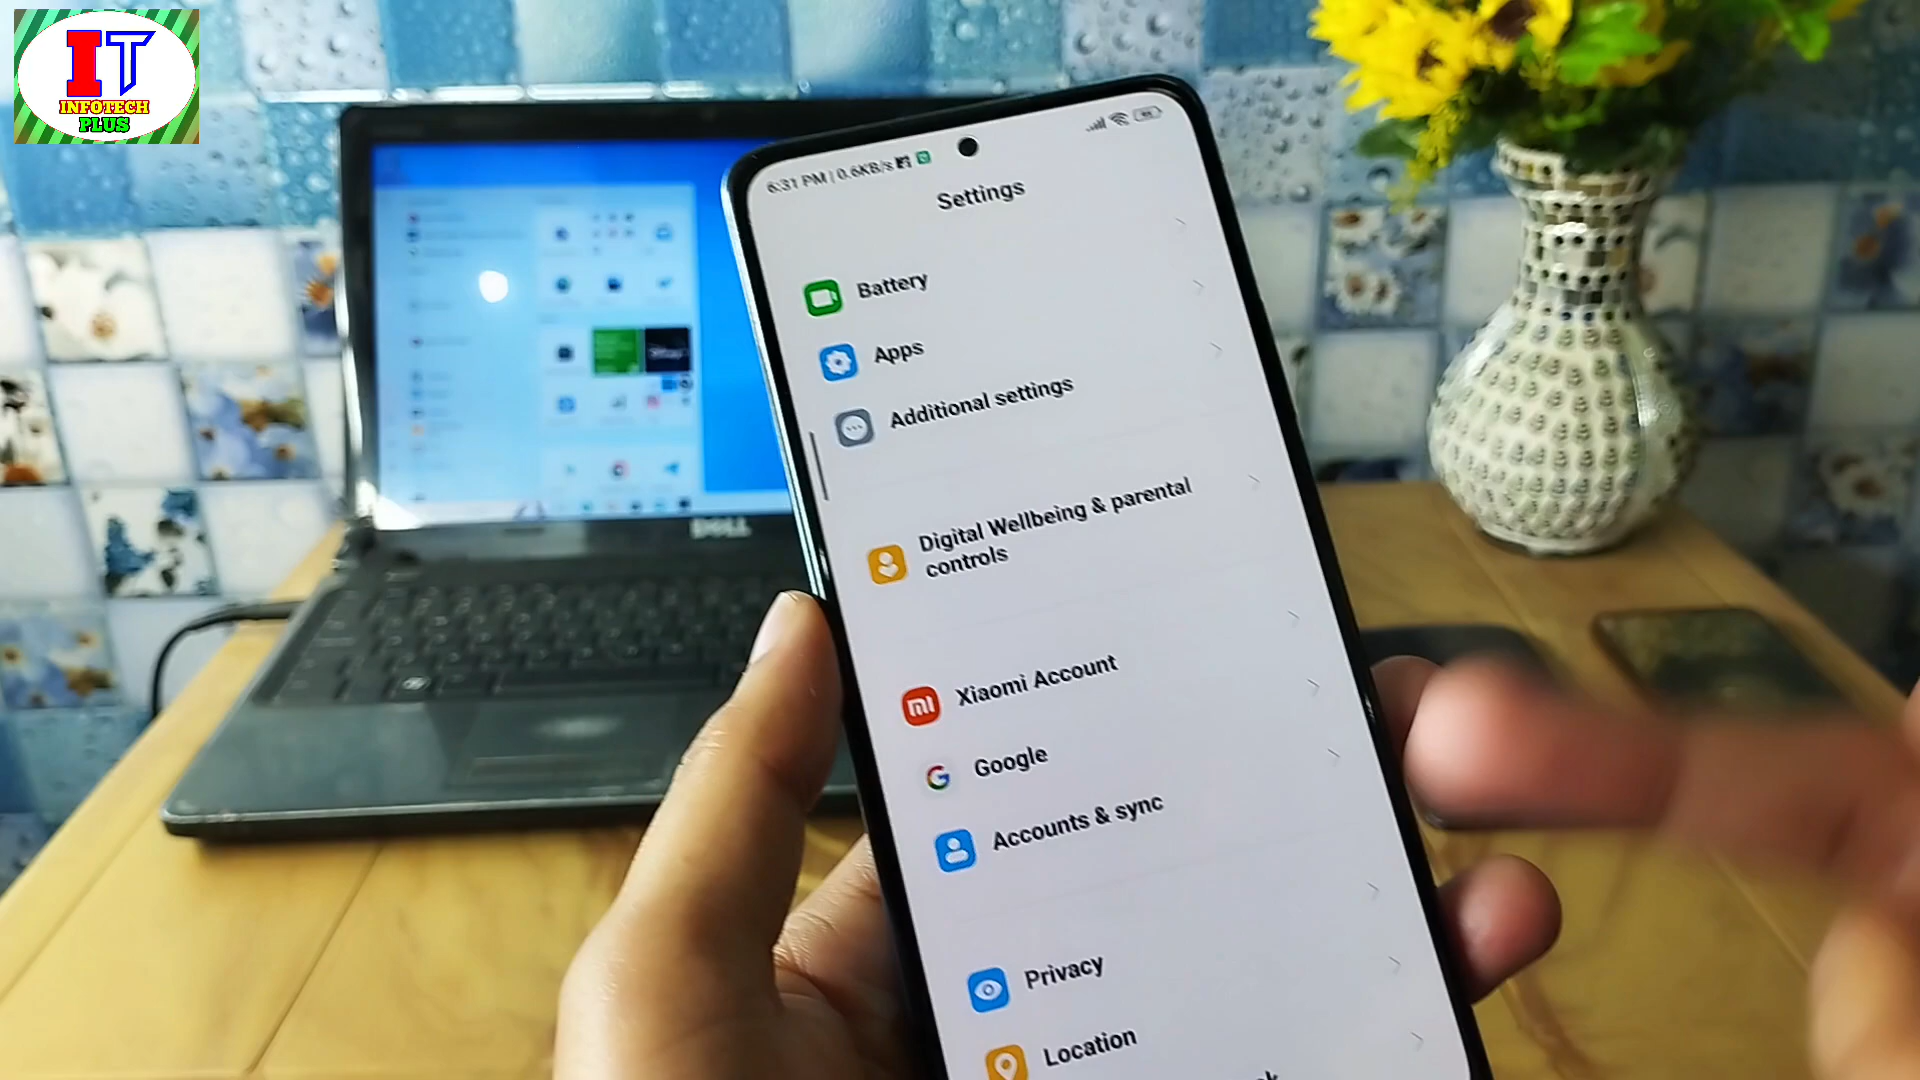 IT
INFOTECH
PLUS
6:31 PM | 0.6KB/s
Settings
Battery
Apps
Additional settings
Digital Wellbeing & parental
controls
Xiaomi Account
Google
Accounts & sync
Privacy
Location
DELL